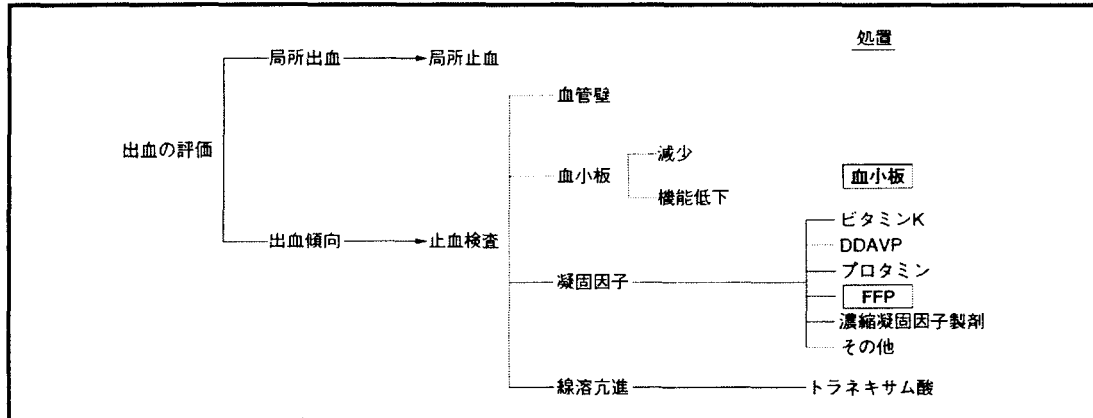 処置
局所出血
局所止血
血管壁
出血の評価
減少
血小板
血小板
機能低下
出血傾向
止血検査
ビタミンK
DDAVP
プロタミン
凝固因子
FFP
濃縮凝固因子製剤
その他
線溶亢進
トラネキサム酸